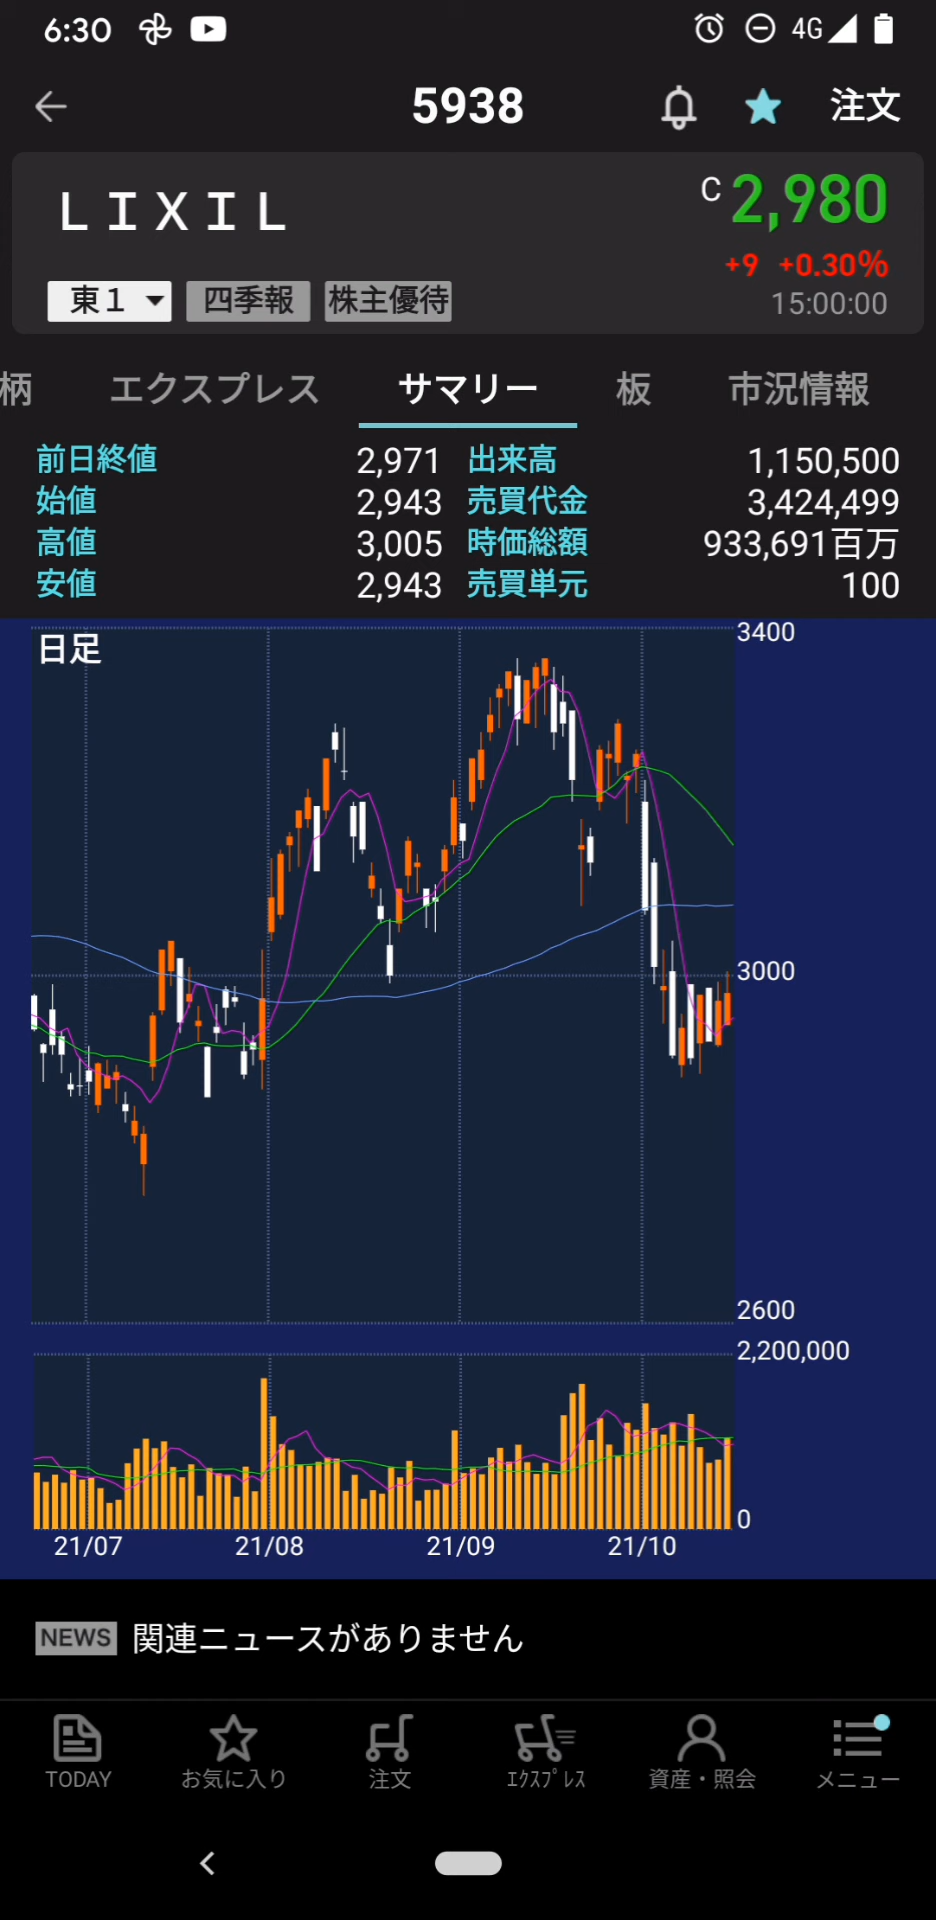 6:30 4G
5938 注文
ＬＩＸＩＬ C 2,980
+9 +0.30%
東１ 四季報 株主優待 15:00:00
柄 エクスプレス サマリー 板 市況情報
前日終値 2,971 出来高 1,150,500
始値 2,943 売買代金 3,424,499
高値 3,005 時価総額 933,691百万
安値 2,943 売買単元 100
日足 3400
3000
2600
2,200,000
0
21/07 21/08 21/09 21/10
NEWS 関連ニュースがありません
TODAY お気に入り 注文 ｴｸｽﾌﾟﾚｽ 資産・照会 メニュー